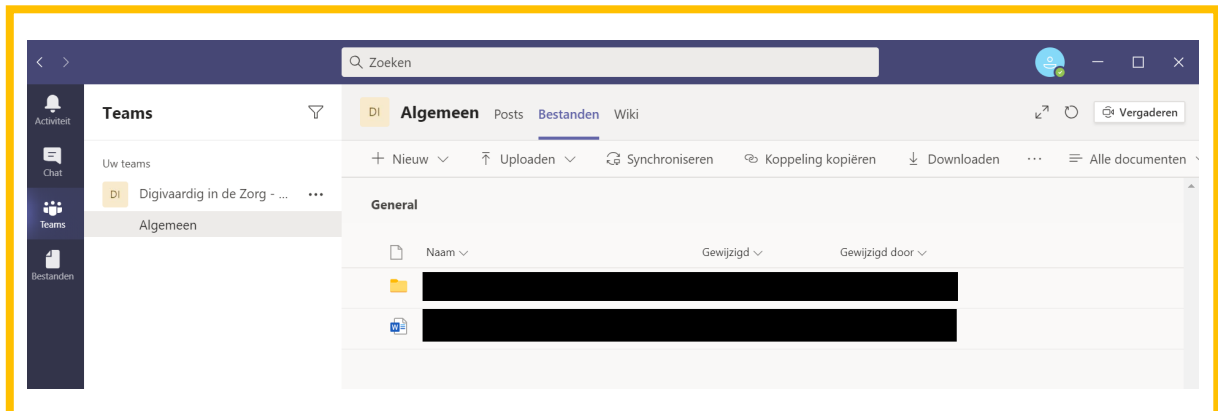 Zoeken
Activiteit
Chat
Teams
Bestanden
Teams
Uw teams
DI Digivaardig in de Zorg - ... •••
Algemeen
DI Algemeen Posts Bestanden Wiki Vergaderen
+ Nieuw Uploaden Synchroniseren Koppeling kopiëren Downloaden ··· Alle documenten
General
Naam Gewijzigd Gewijzigd door
W